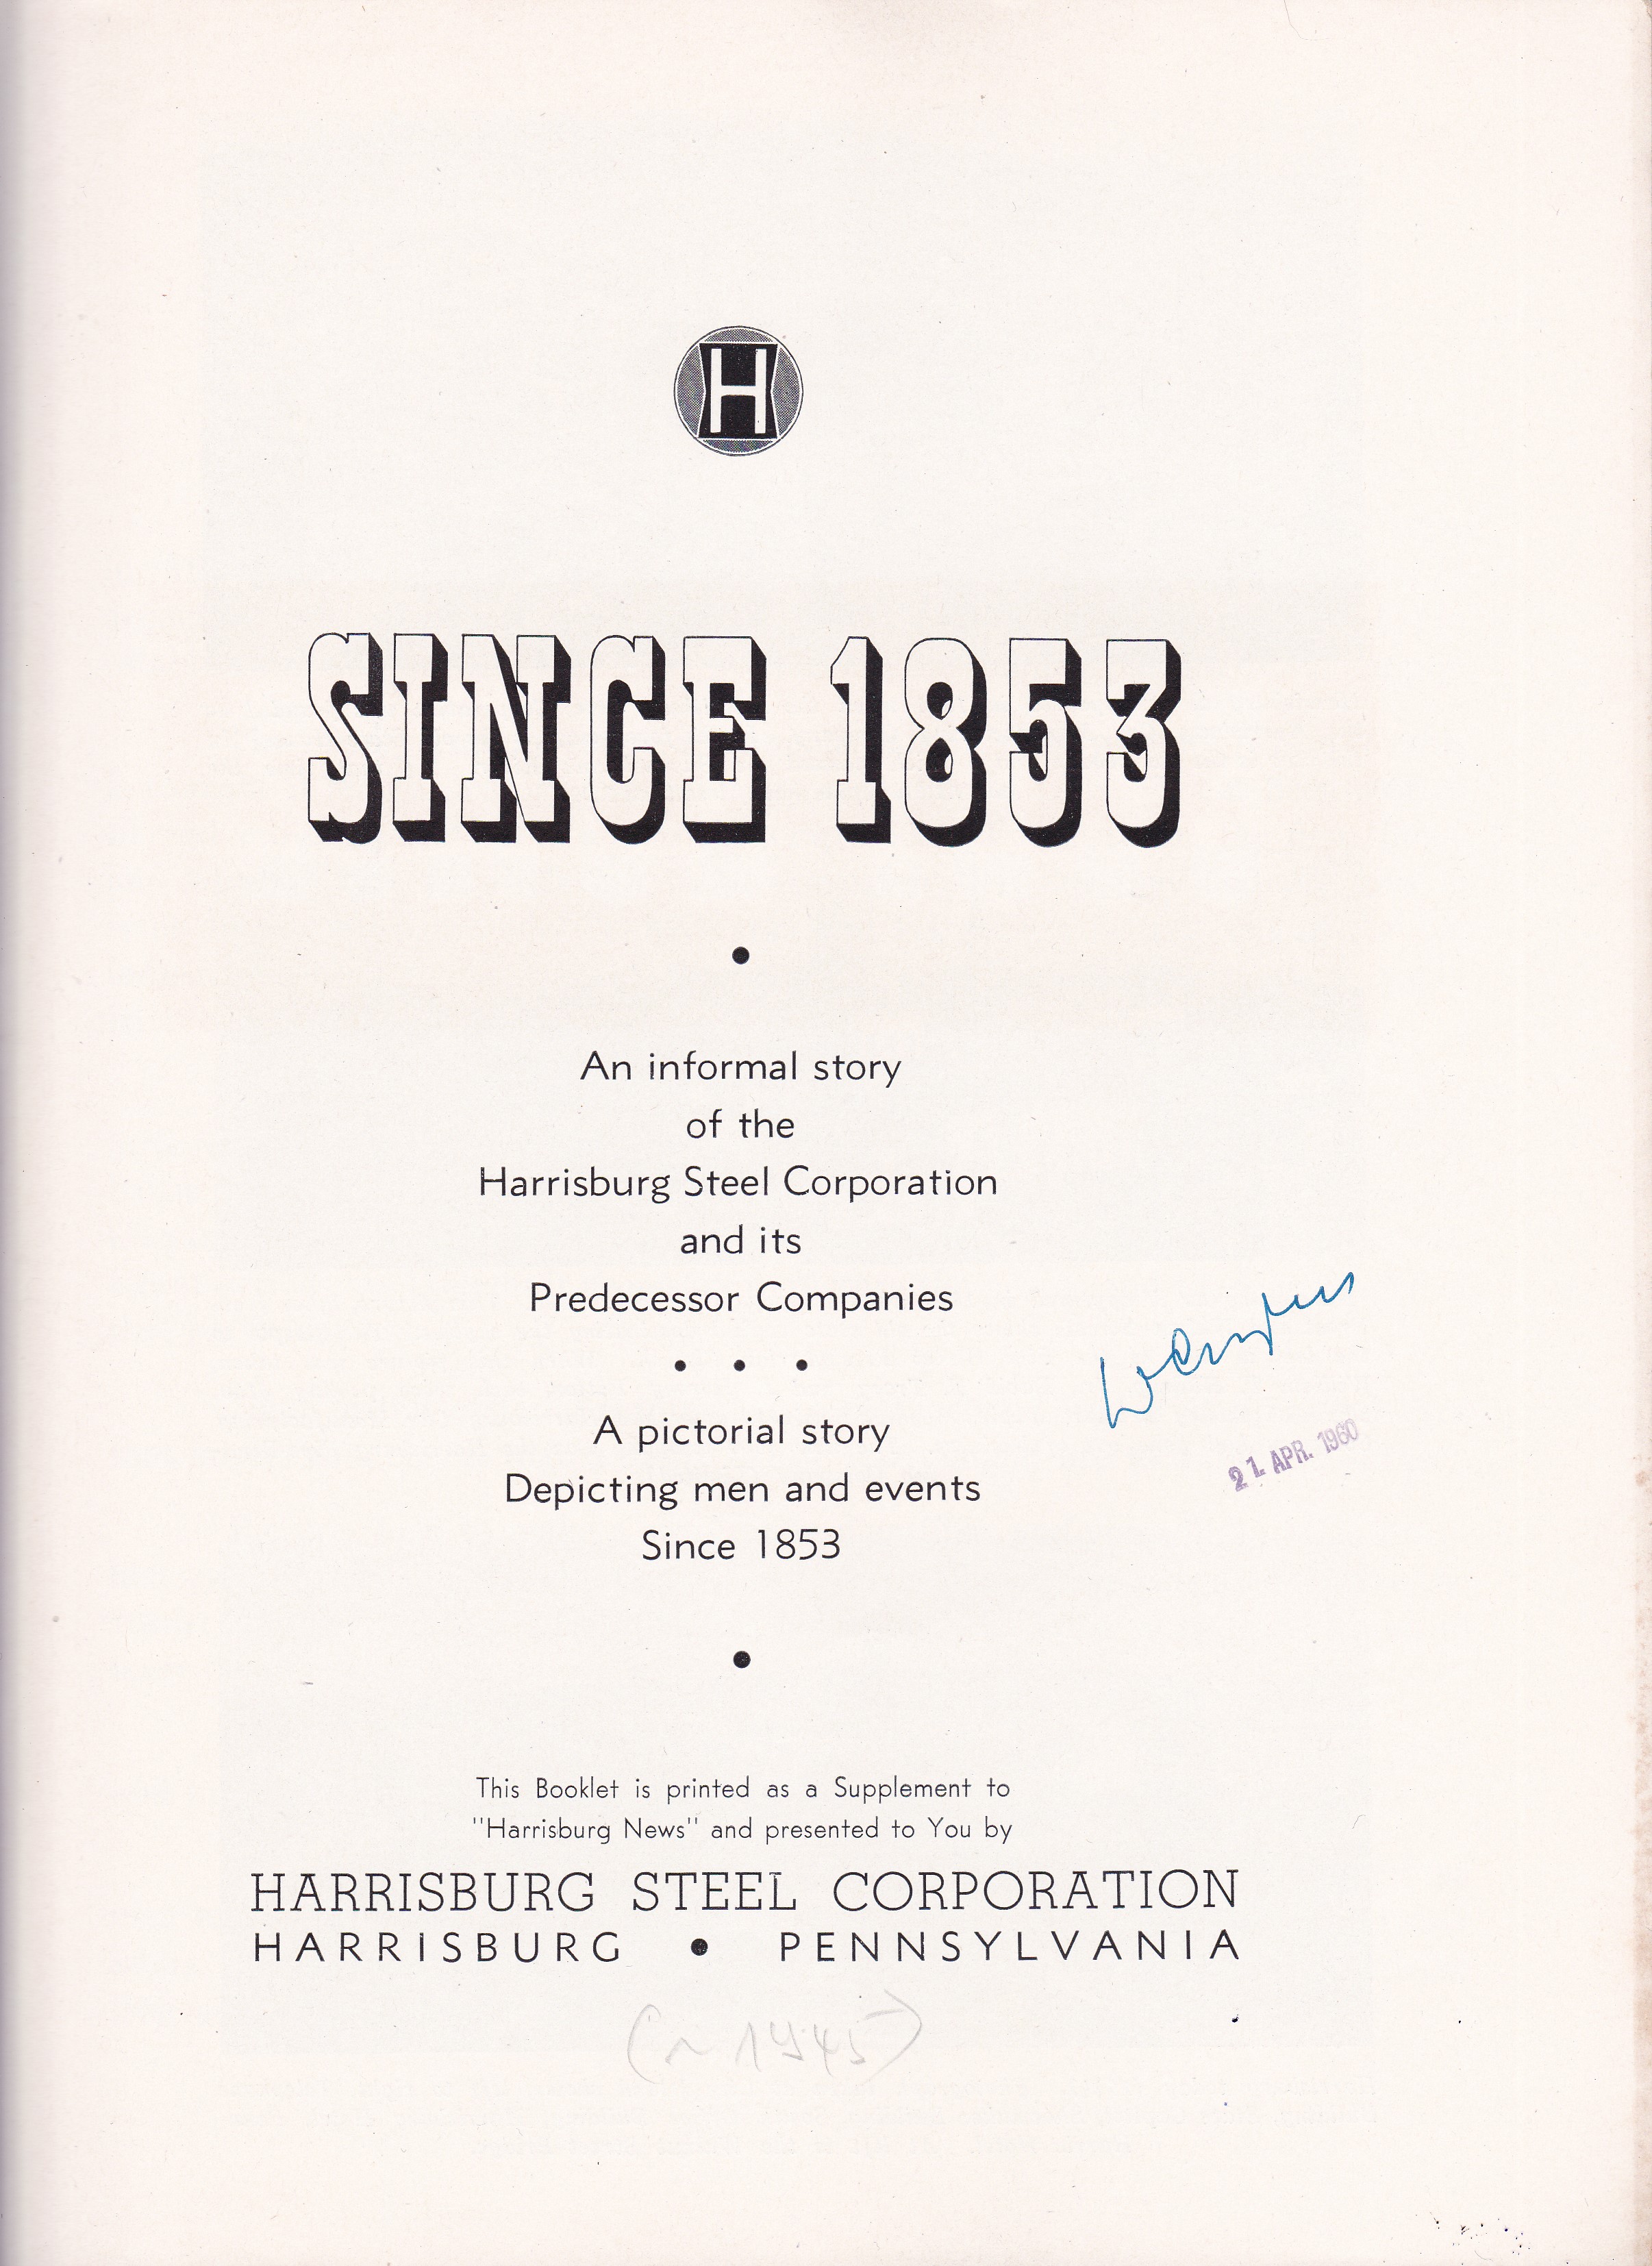 H
SINCE 1853
An informal story
of the
Harrisburg Steel Corporation
and its
Predecessor Companies
A pictorial story
Depicting men and events
Since 1853
21. APR. 1960
This Booklet is printed as a Supplement to
"Harrisburg News" and presented to You by
HARRISBURG STEEL CORPORATION
HARRISBURG • PENNSYLVANIA
(~ 1945)